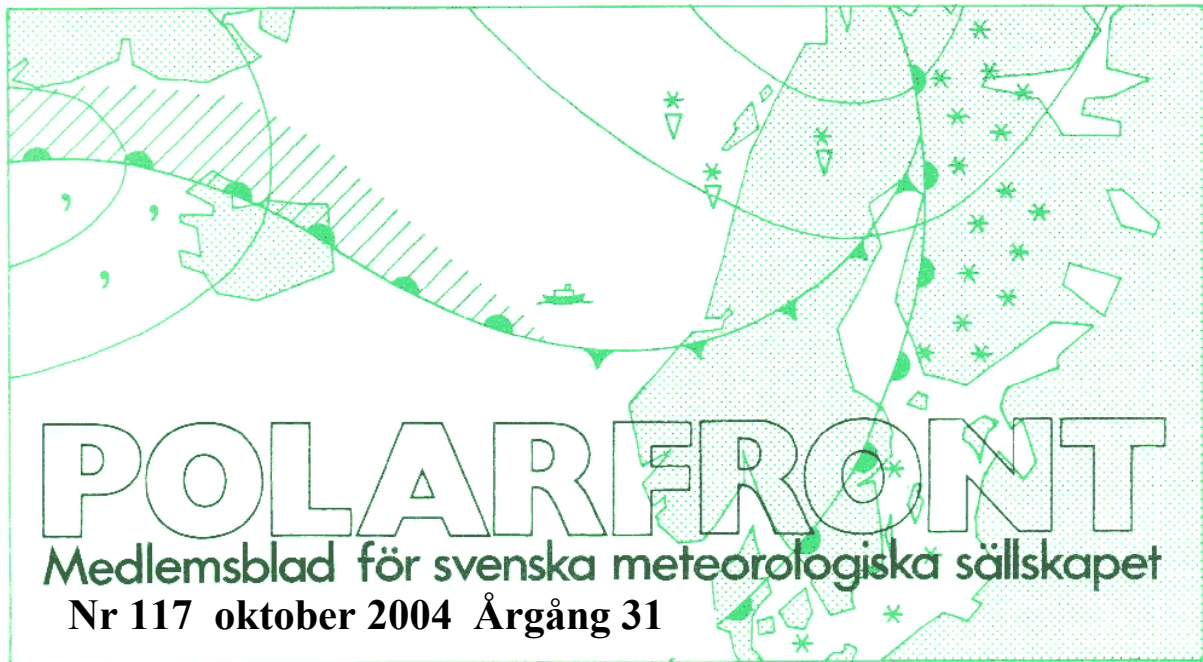 POLARFRONT
Medlemsblad för svenska meteorologiska sällskapet
Nr 117 oktober 2004 Årgång 31